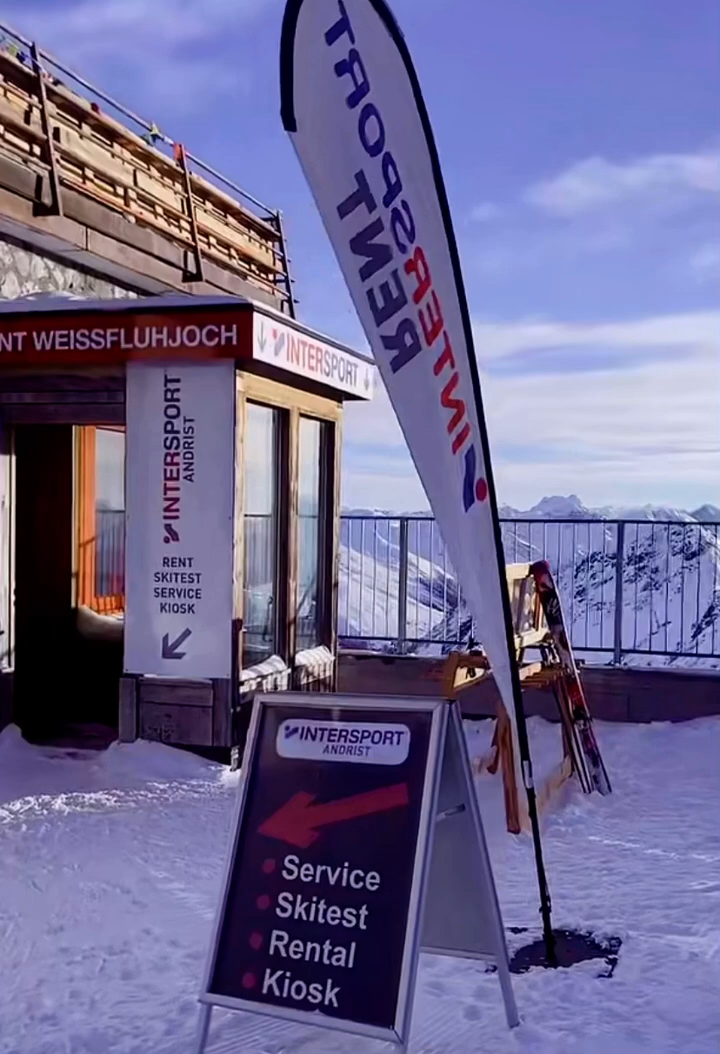 INTERSPORT
RENT
NT WEISSFLUHJOCH
INTERSPORT
INTERSPORT
ANDRIST
RENT
SKITEST
SERVICE
KIOSK
INTERSPORT
ANDRIST
Service
Skitest
Rental
Kiosk